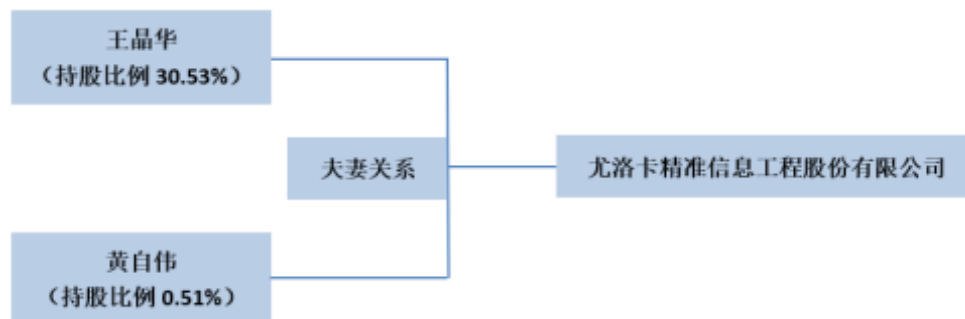 王晶华
（持股比例 30.53%）
夫妻关系
尤洛卡精准信息工程股份有限公司
黄自伟
（持股比例 0.51%）